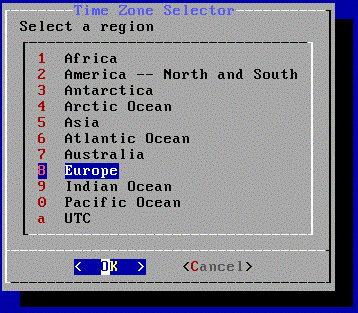 Time Zone Selector
Select a region
1 Africa
2 America -- North and South
3 Antarctica
4 Arctic Ocean
5 Asia
6 Atlantic Ocean
7 Australia
8 Europe
9 Indian Ocean
0 Pacific Ocean
a UTC
< OK > <Cancel>